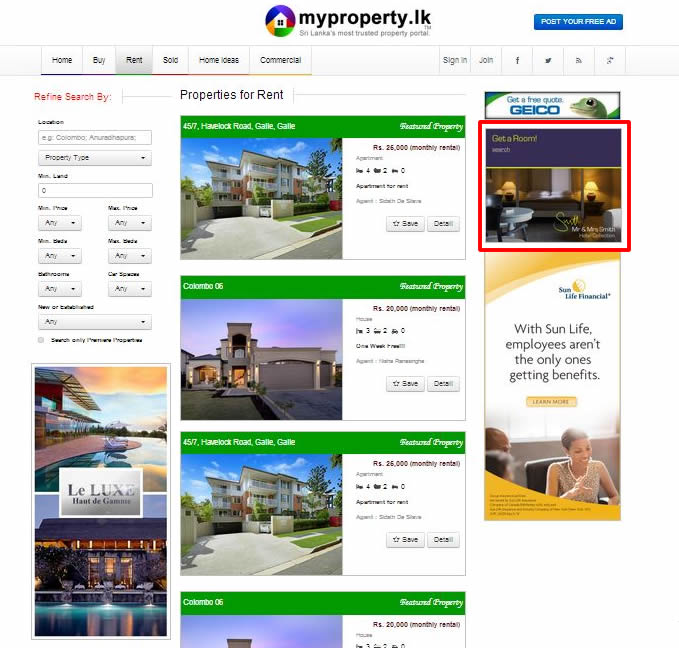 myproperty.lk
TM
Sri Lanka's most trusted property portal.
POST YOUR FREE AD
Home
Buy
Rent
Sold
Home Ideas
Commercial
Sign In
Join
Refine Search By:
Location
e.g: Colombo; Anuradhapura;
Property Type
Min. Land
0
Min. Price
Max. Price
Any
Any
Min. Beds
Max. Beds
Any
Any
Bathrooms
Car Spaces
Any
Any
New or Established
Any
Search only Premiere Properties
Le LUXE
Haut de Gamme
Properties for Rent
45/7, Havelock Road, Galle, Galle
Featured Property
Rs. 26,000 (monthly rental)
Apartment
4 2 0
Apartment for rent
Agent : Sidath De Silava
Save
Detail
Colombo 06
Featured Property
Rs. 20,000 (monthly rental)
House
3 2 0
One Week Free!!!
Agent : Nisha Ranasinghe
Save
Detail
45/7, Havelock Road, Galle, Galle
Featured Property
Rs. 26,000 (monthly rental)
Apartment
4 2 0
Apartment for rent
Agent : Sidath De Silava
Save
Detail
Colombo 06
Featured Property
Rs. 20,000 (monthly rental)
House
3 2 0
Get a free quote.
GEICO
Get a Room!
search
Smith
Mr & Mrs Smith
Hotel Collection
Sun
Life Financial
With Sun Life,
employees aren't
the only ones
getting benefits.
LEARN MORE